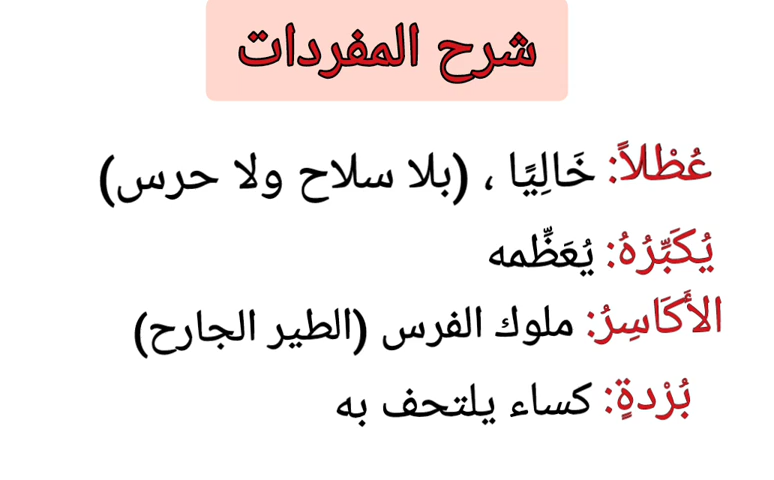 شرح المفردات
عُطْلاً: خَالِيًا ، (بلا سلاح ولا حرس)
يُكَبِّرُهُ: يُعَظِّمه
الأَكَاسِرُ: ملوك الفرس (الطير الجارح)
بُرْدةٍ: كساء يلتحف به